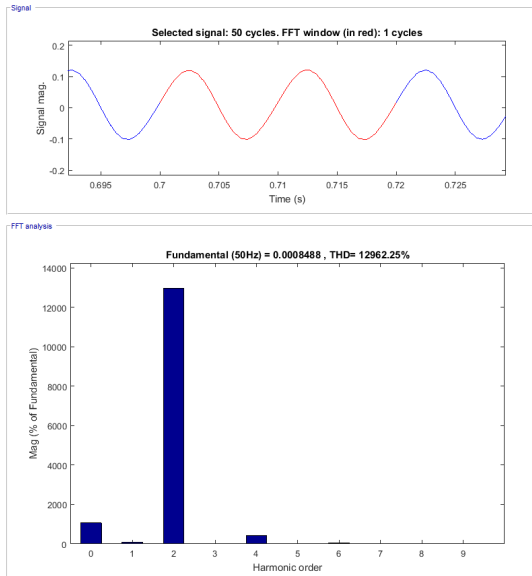 Signal
Selected signal: 50 cycles. FFT window (in red): 1 cycles
0.2
0.1
0
-0.1
-0.2
Signal mag.
0.695 0.7 0.705 0.71 0.715 0.72 0.725
Time (s)
FFT analysis
Fundamental (50Hz) = 0.0008488 , THD= 12962.25%
14000
12000
10000
8000
6000
4000
2000
0
Mag (% of Fundamental)
0 1 2 3 4 5 6 7 8 9
Harmonic order